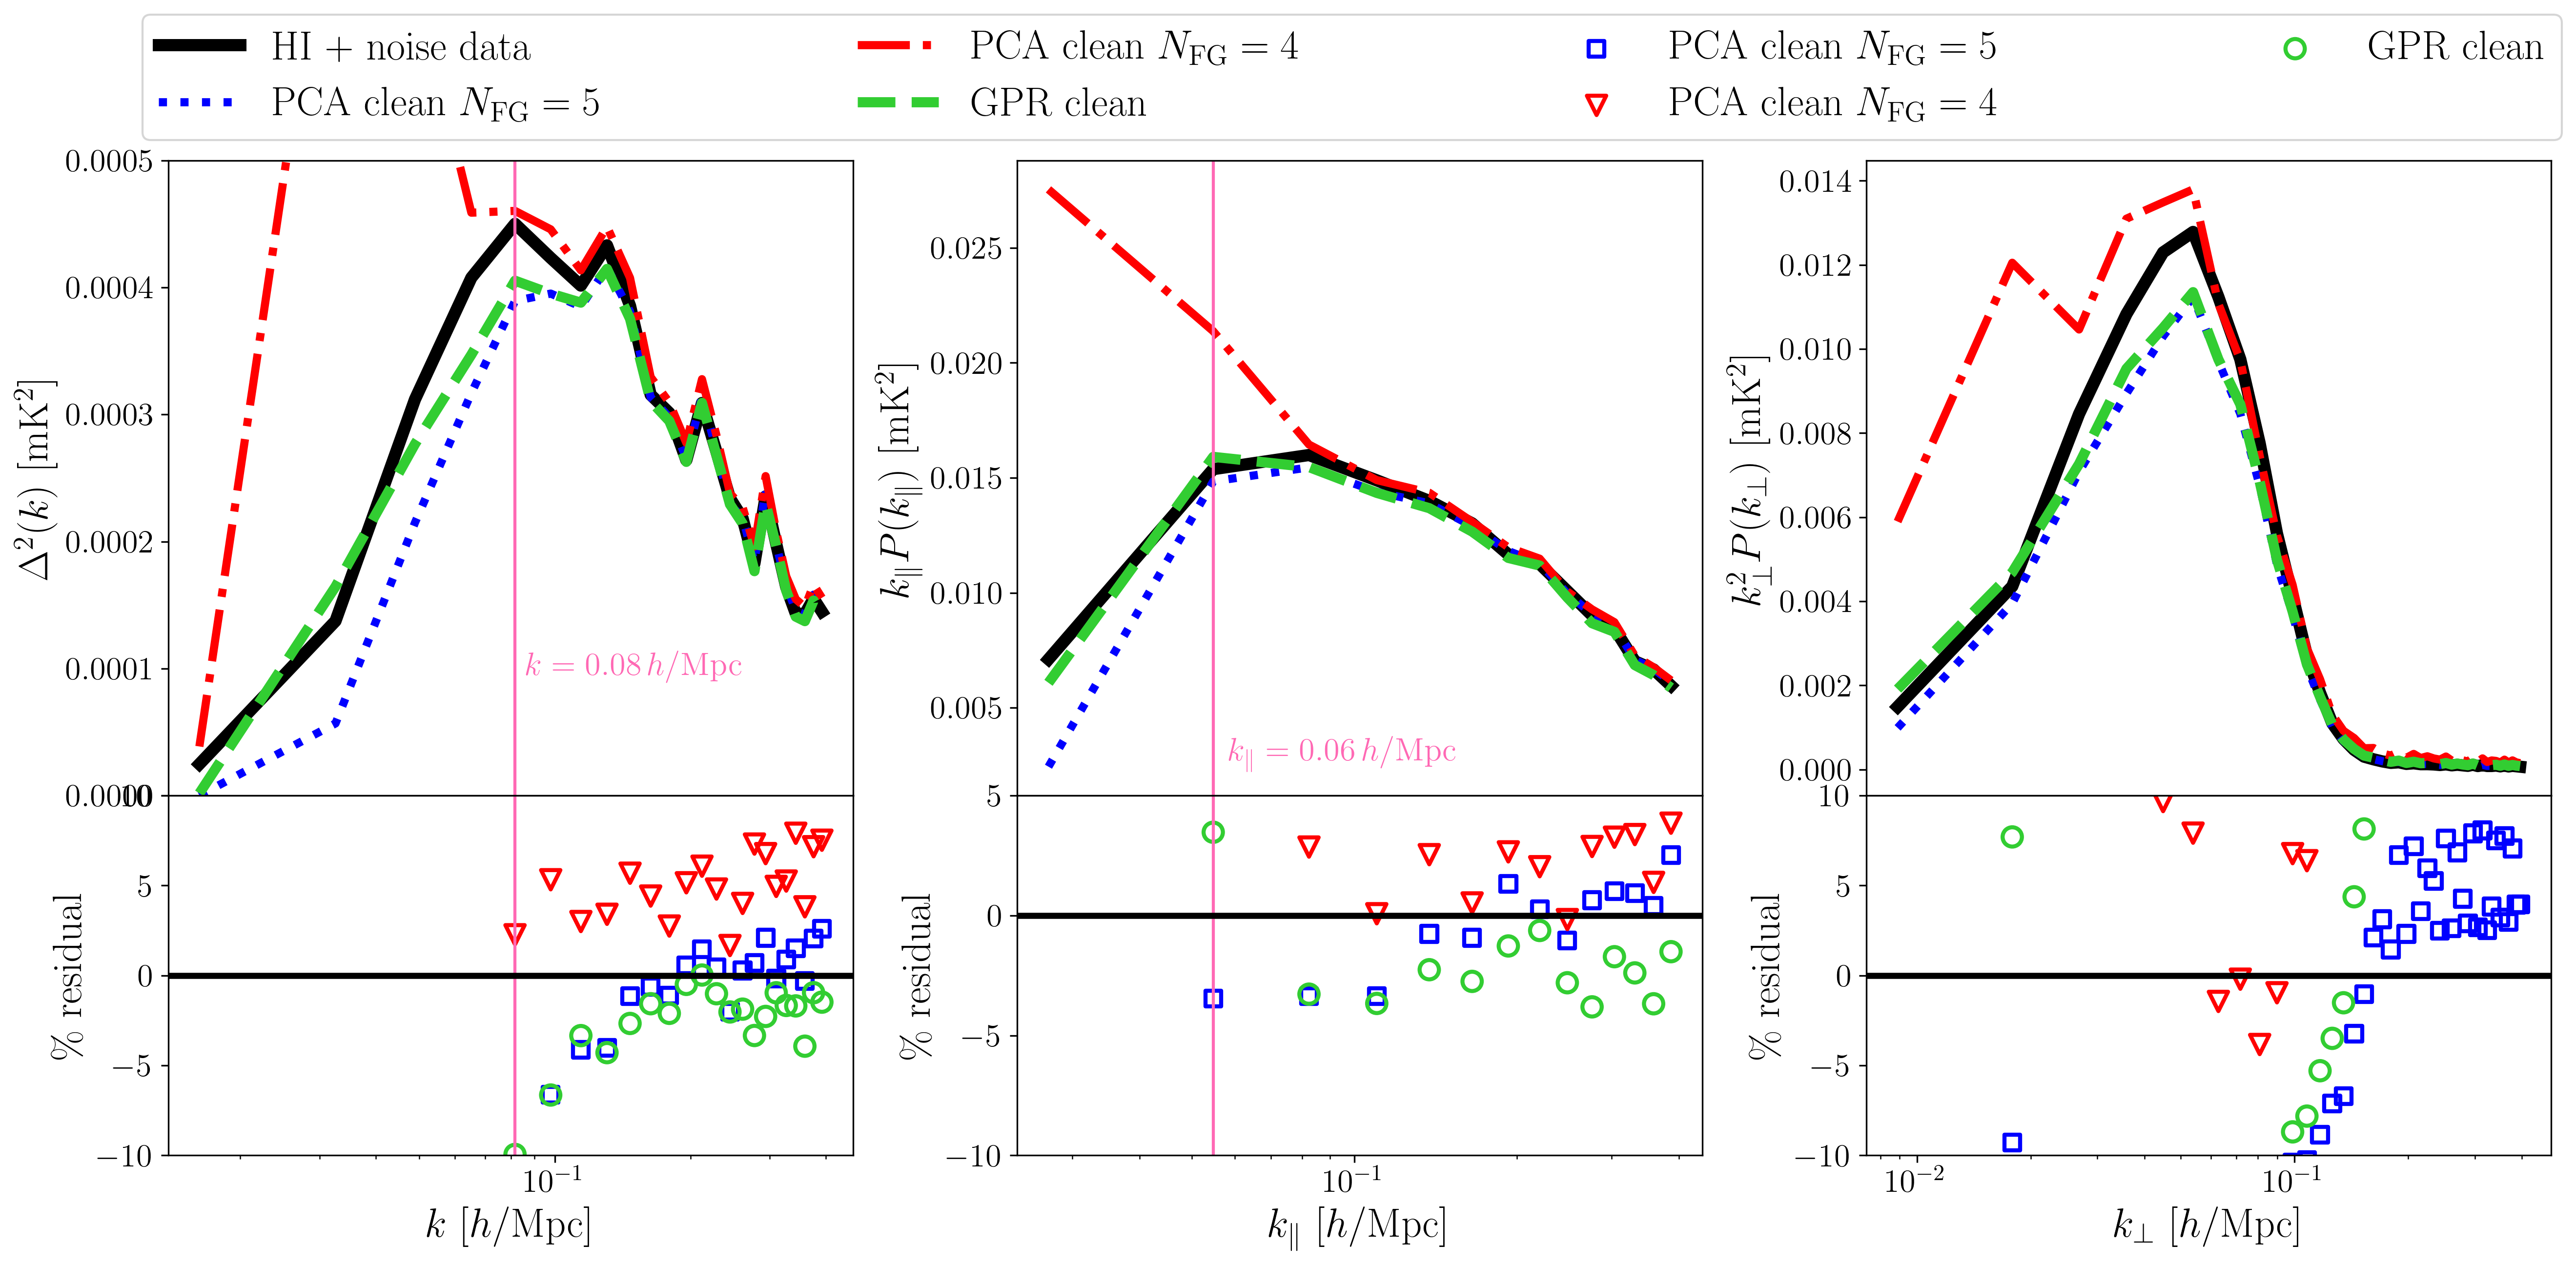 HI + noise data
PCA clean N_FG = 5
PCA clean N_FG = 4
GPR clean
PCA clean N_FG = 5
PCA clean N_FG = 4
GPR clean
0.0005
0.0004
0.0003
0.0002
0.0001
0.0000
Δ²(k) [mK²]
k = 0.08 h/Mpc
10
5
0
−5
−10
% residual
10⁻¹
k [h/Mpc]
0.025
0.020
0.015
0.010
0.005
k_∥P(k_∥) [mK²]
k_∥ = 0.06 h/Mpc
5
0
−5
−10
% residual
10⁻¹
k_∥ [h/Mpc]
0.014
0.012
0.010
0.008
0.006
0.004
0.002
0.000
k²_⊥P(k_⊥) [mK²]
10
5
0
−5
−10
% residual
10⁻² 10⁻¹
k_⊥ [h/Mpc]